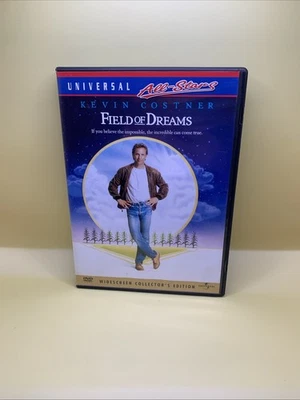 UNIVERSAL All-Stars
KEVIN COSTNER
FIELD OF DREAMS
If you believe the impossible, the incredible can come true.
WIDESCREEN COLLECTOR'S EDITION